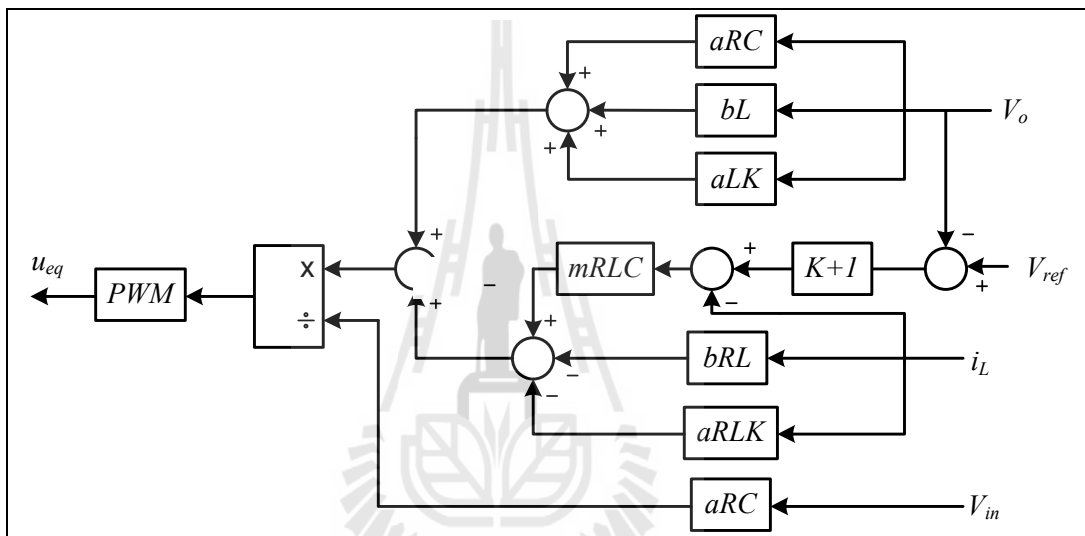 aRC
+
bL
V_o
+
+
aLK
+
−
mRLC
+
K+1
V_ref
+
−
u_eq
PWM
X
÷
−
+
+
bRL
i_L
−
−
aRLK
aRC
V_in